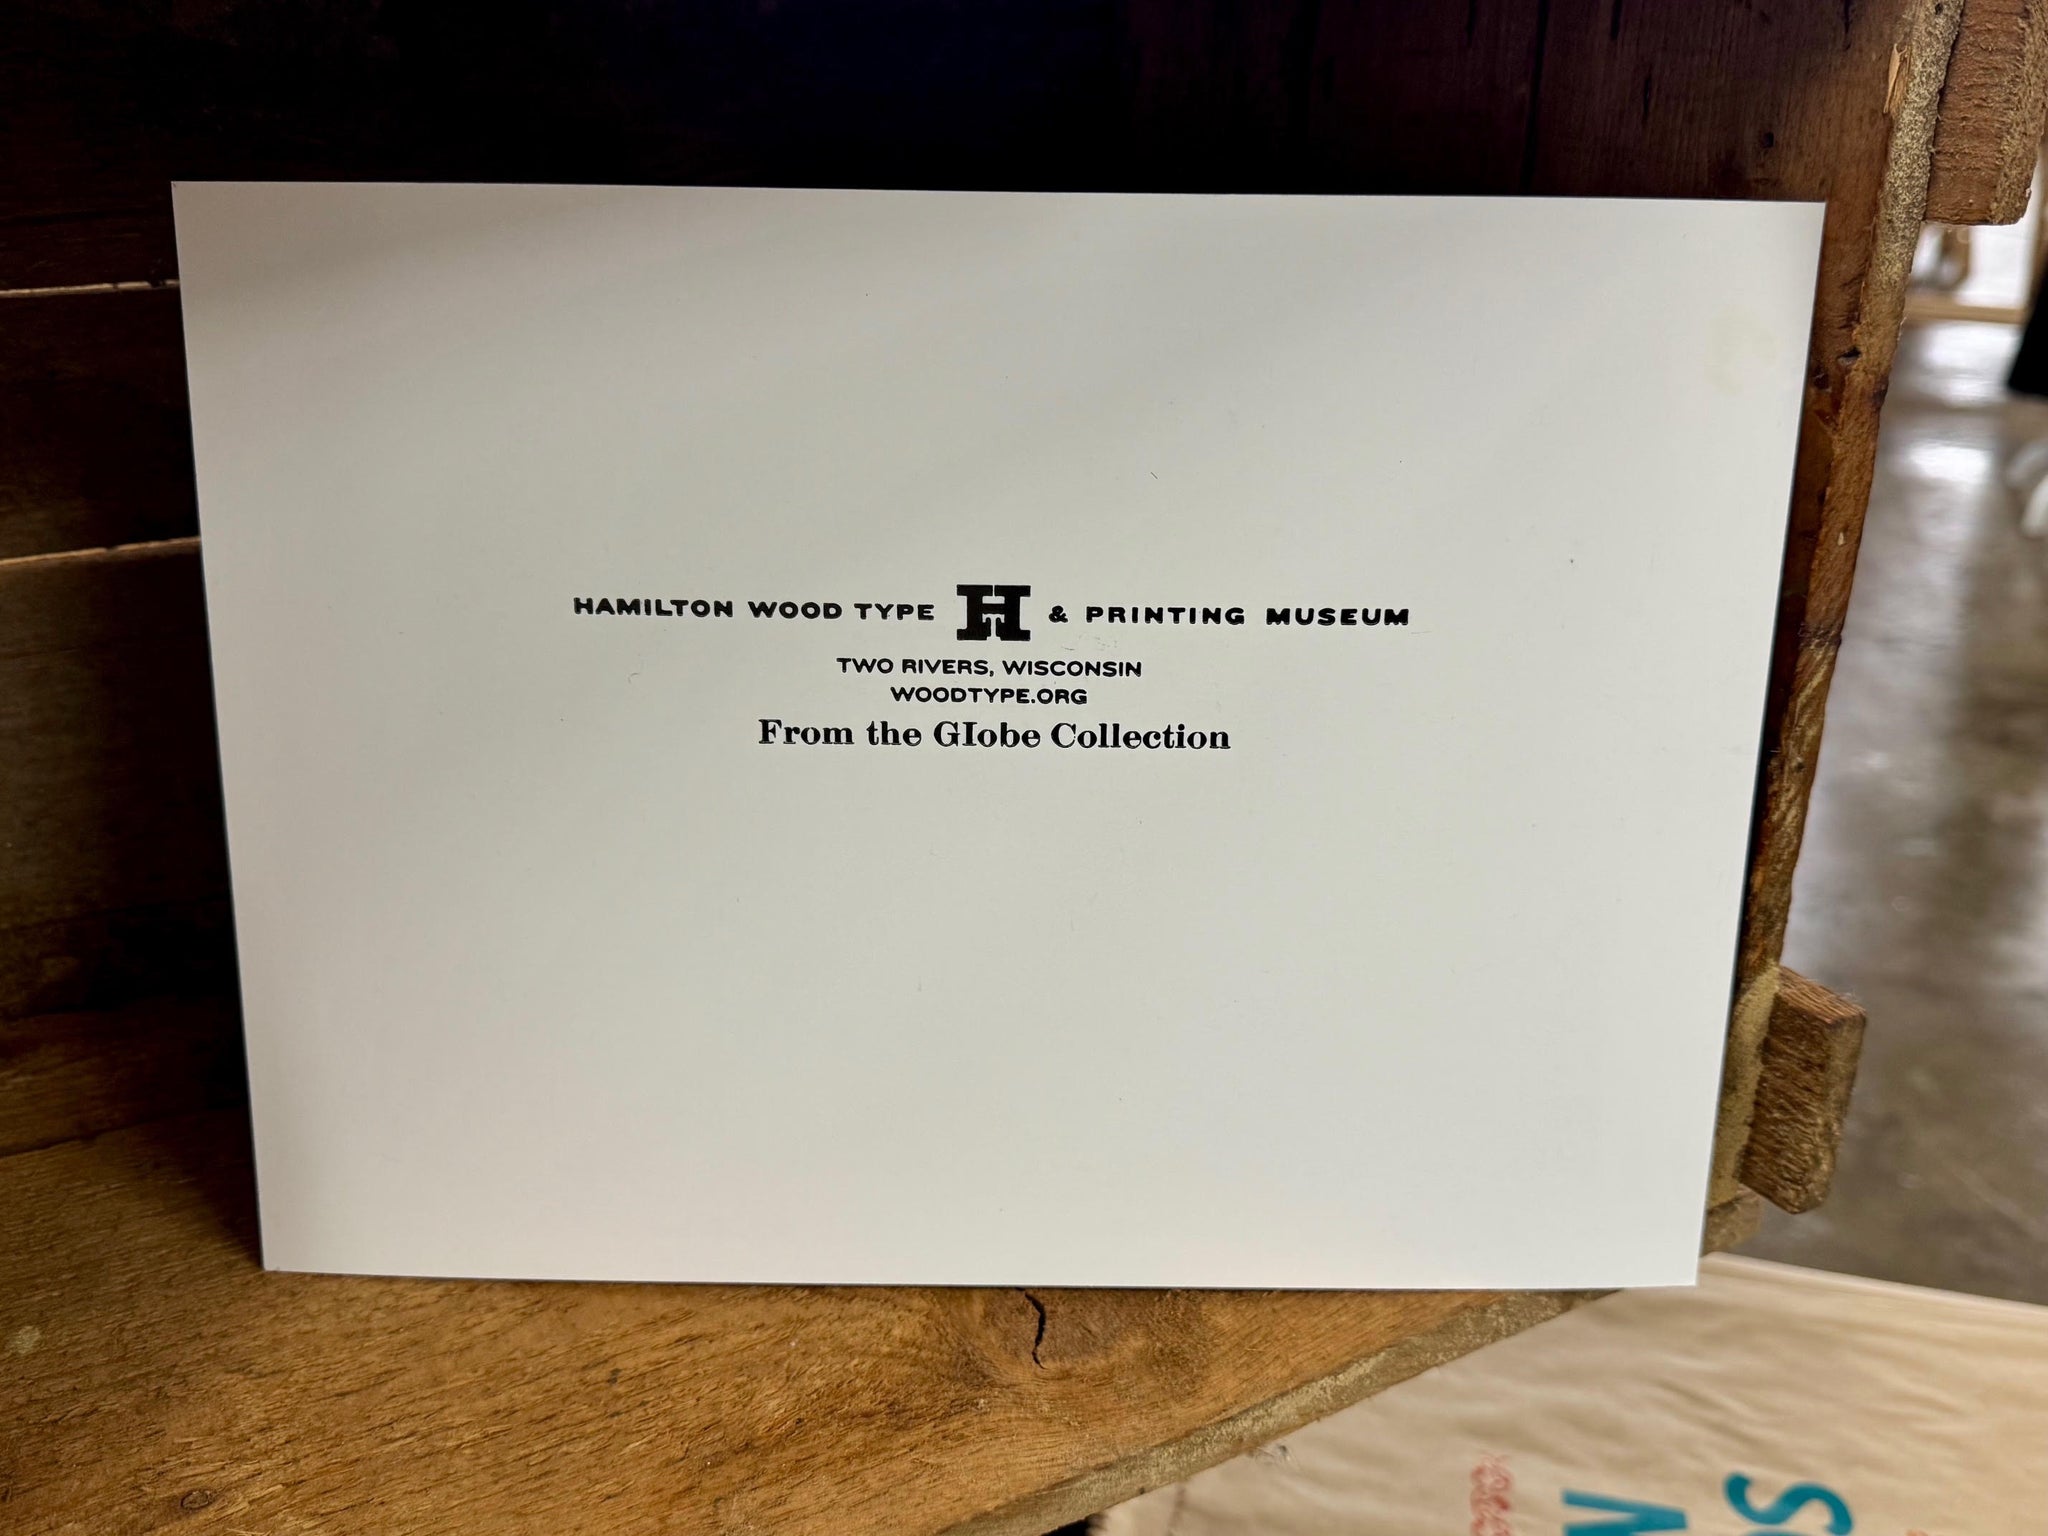 HAMILTON WOOD TYPE H & PRINTING MUSEUM
TWO RIVERS, WISCONSIN
WOODTYPE.ORG
From the GIobe Collection